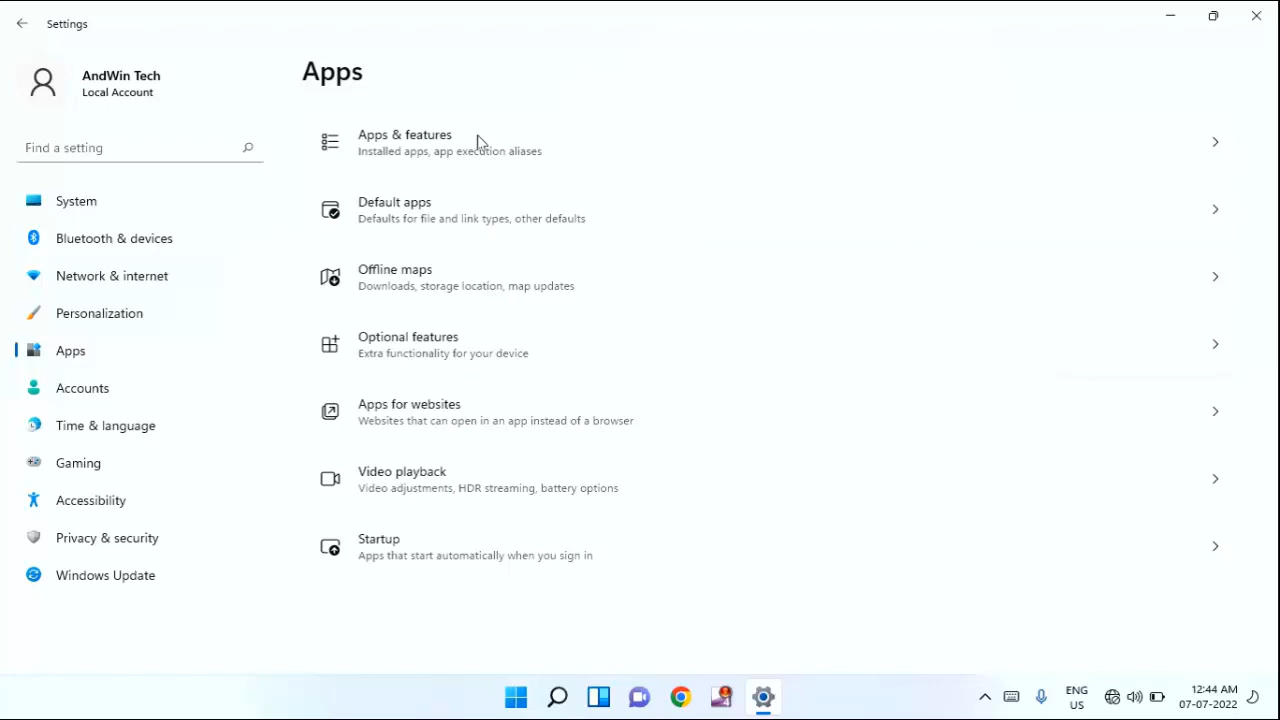 Settings
AndWin Tech
Local Account
Find a setting
System
Bluetooth & devices
Network & internet
Personalization
Apps
Accounts
Time & language
Gaming
Accessibility
Privacy & security
Windows Update
Apps
Apps & features
Installed apps, app execution aliases
Default apps
Defaults for file and link types, other defaults
Offline maps
Downloads, storage location, map updates
Optional features
Extra functionality for your device
Apps for websites
Websites that can open in an app instead of a browser
Video playback
Video adjustments, HDR streaming, battery options
Startup
Apps that start automatically when you sign in
ENG
US
12:44 AM
07-07-2022